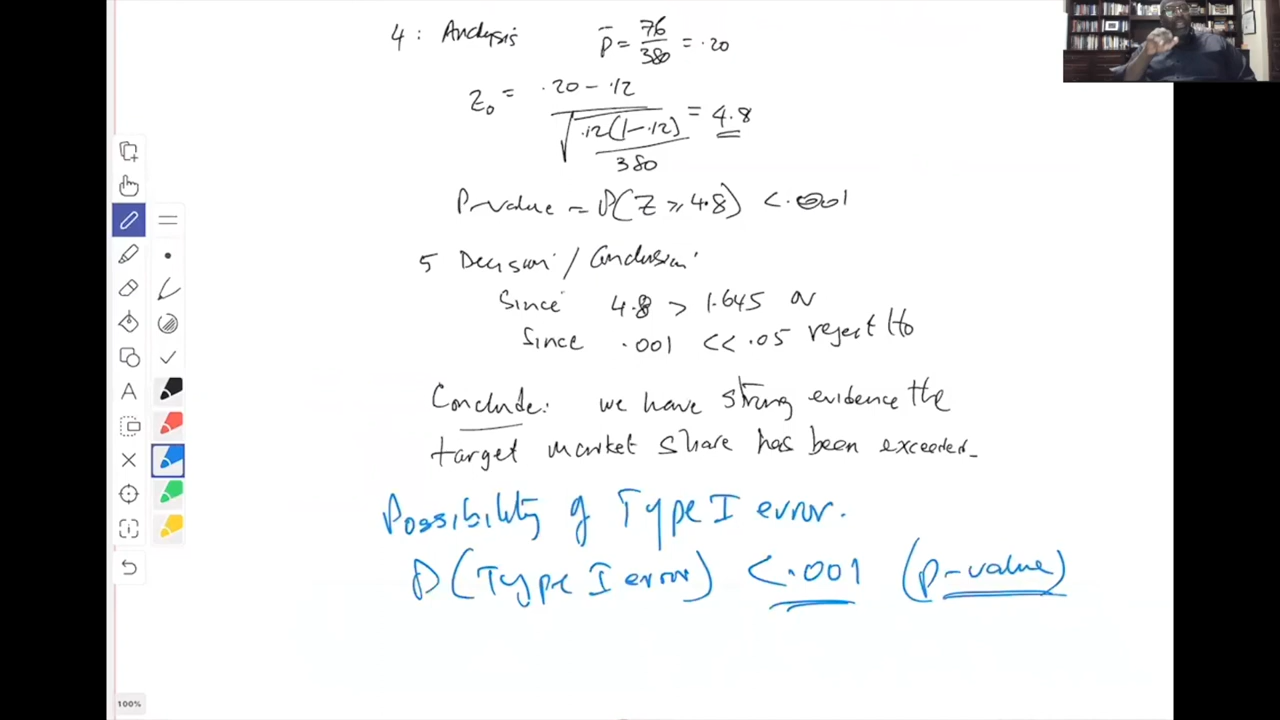 4: Analysis p̄ = 76/380 = .20
Z₀ = .20 - .12 / √(.12(1-.12)/380) = 4.8
P-value = P(Z ≥ 4.8) < .001
5 Decision / Conclusion
Since 4.8 > 1.645 or
Since .001 << .05 reject Ho
Conclude: we have strong evidence the
target market share has been exceeded.
Possibility of Type I error.
P(Type I error) < .001 (p-value)
A
100%